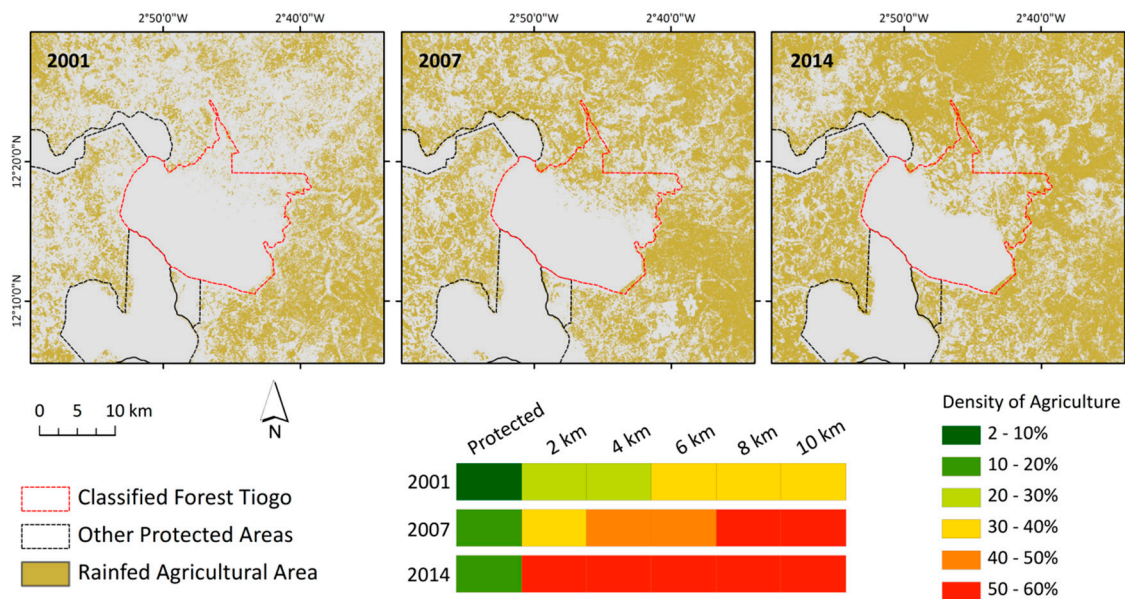 2°50'0"W 2°40'0"W 2°50'0"W 2°40'0"W 2°50'0"W 2°40'0"W
2001 2007 2014
12°20'0"N
12°10'0"N
0 5 10 km
N
Protected 2 km 4 km 6 km 8 km 10 km
2001
2007
2014
Classified Forest Tiogo
Other Protected Areas
Rainfed Agricultural Area
Density of Agriculture
2 - 10%
10 - 20%
20 - 30%
30 - 40%
40 - 50%
50 - 60%